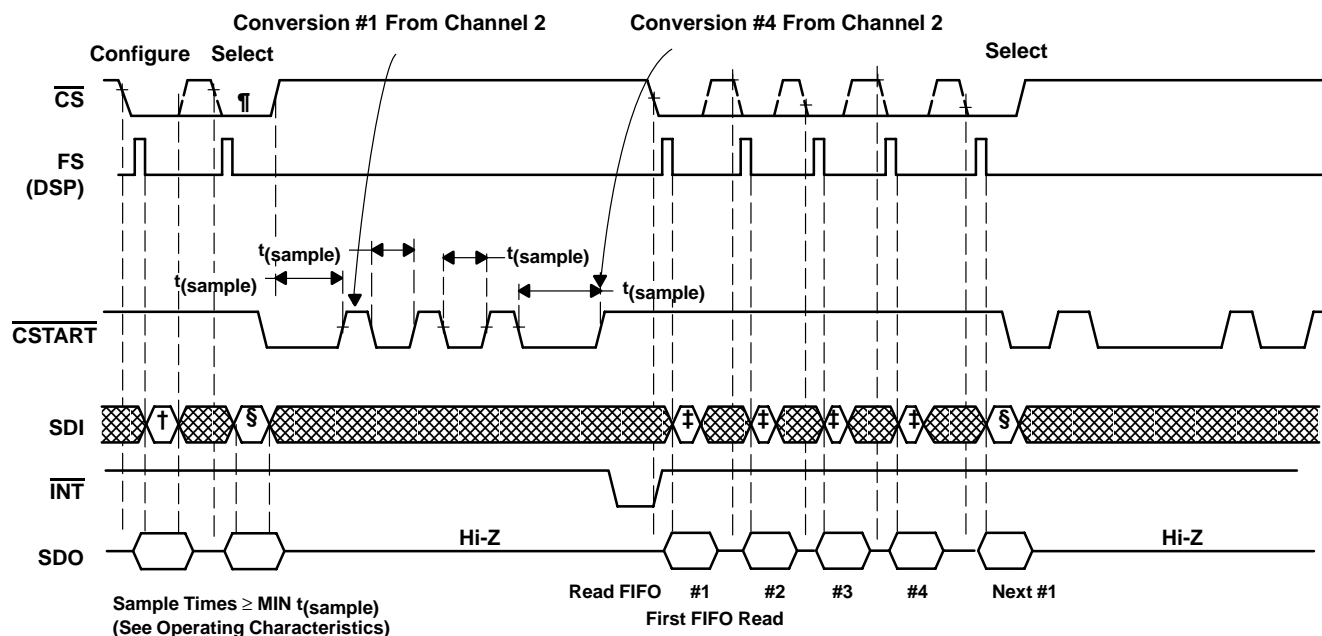 Conversion #1 From Channel 2
Conversion #4 From Channel 2
Configure
Select
Select
CS
¶
FS
(DSP)
t(sample)
t(sample)
t(sample)
t(sample)
CSTART
SDI
†
§
‡
‡
‡
‡
§
INT
SDO
Hi-Z
Hi-Z
Read FIFO
#1
#2
#3
#4
Next #1
First FIFO Read
Sample Times ≥ MIN t(sample)
(See Operating Characteristics)